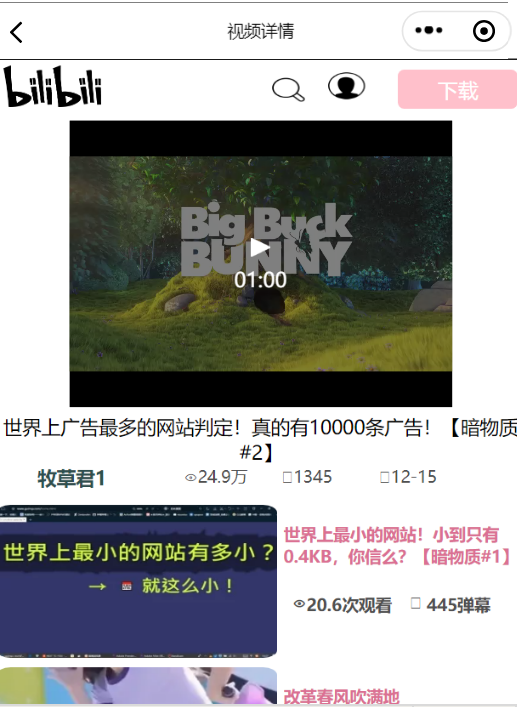 视频详情
bilibili
下载
Big Buck
BUNNY
01:00
世界上广告最多的网站判定！真的有10000条广告！【暗物质
#2】
牧草君1
24.9万
1345
12-15
世界上最小的网站有多小？
→ 就这么小！
世界上最小的网站！小到只有
0.4KB，你信么？【暗物质#1】
20.6次观看
445弹幕
改革春风吹满地